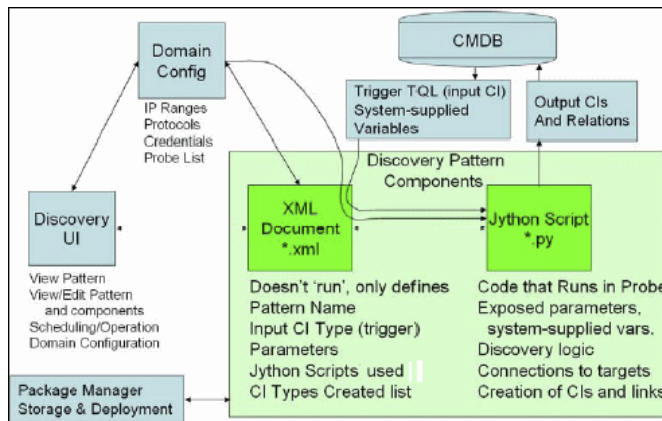 Domain
Config
IP Ranges
Protocols
Credentials
Probe List
CMDB
Trigger TQL (input CI)
System-supplied
Variables
Output CIs
And Relations
Discovery Pattern
Components
Discovery
UI
View Pattern
View/Edit Pattern
and components
Scheduling/Operation
Domain Configuration
XML
Document
*.xml
Doesn't 'run', only defines
Pattern Name
Input CI Type (trigger)
Parameters
Jython Scripts used
CI Types Created list
Jython Script
*.py
Code that Runs in Probe
Exposed parameters,
system-supplied vars.
Discovery logic
Connections to targets
Creation of CIs and links
Package Manager
Storage & Deployment